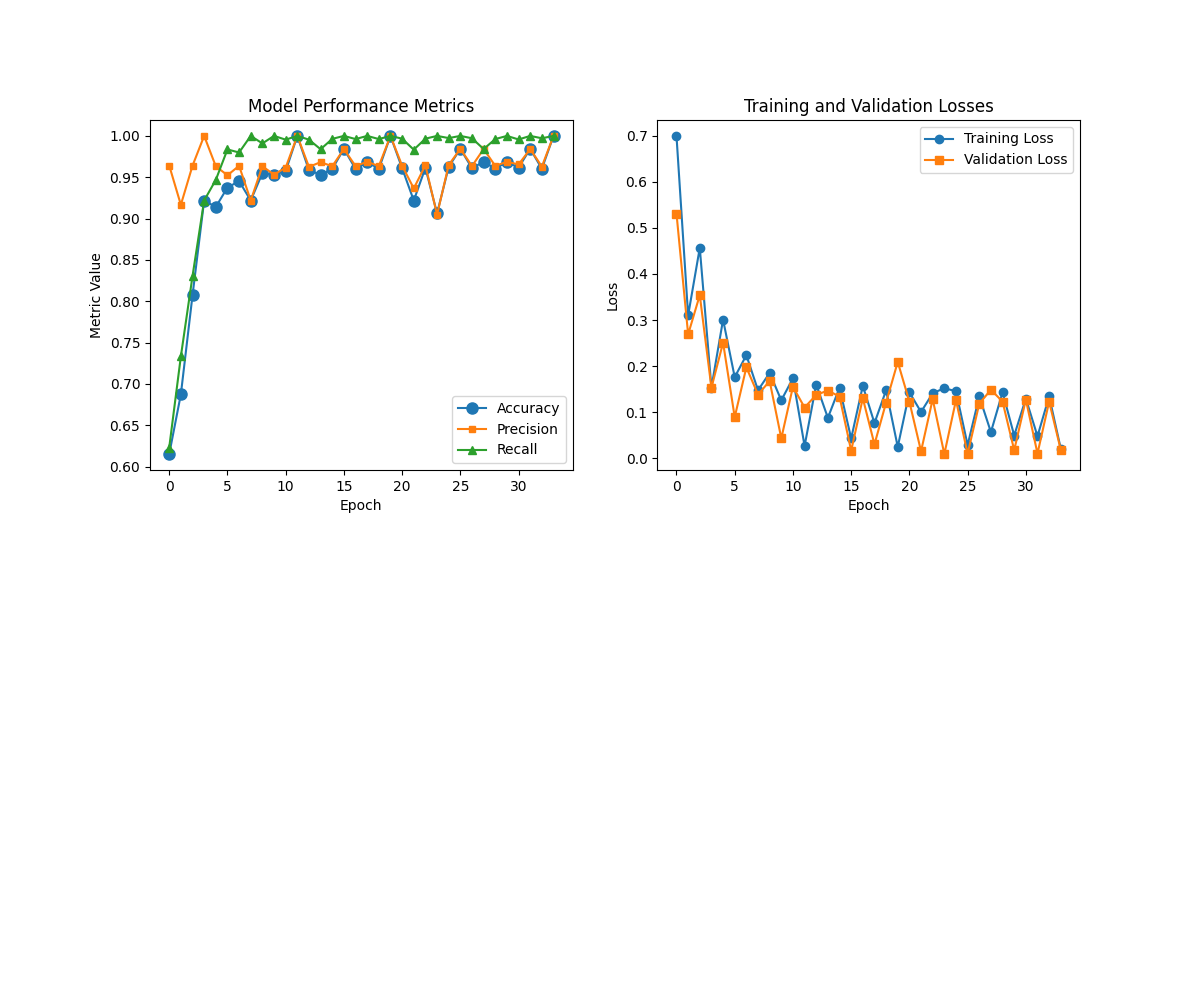 Model Performance Metrics
1.00
0.95
0.90
0.85
0.80
0.75
0.70
0.65
0.60
Metric Value
0 5 10 15 20 25 30
Epoch
Accuracy
Precision
Recall
Training and Validation Losses
0.7
0.6
0.5
0.4
0.3
0.2
0.1
0.0
Loss
0 5 10 15 20 25 30
Epoch
Training Loss
Validation Loss